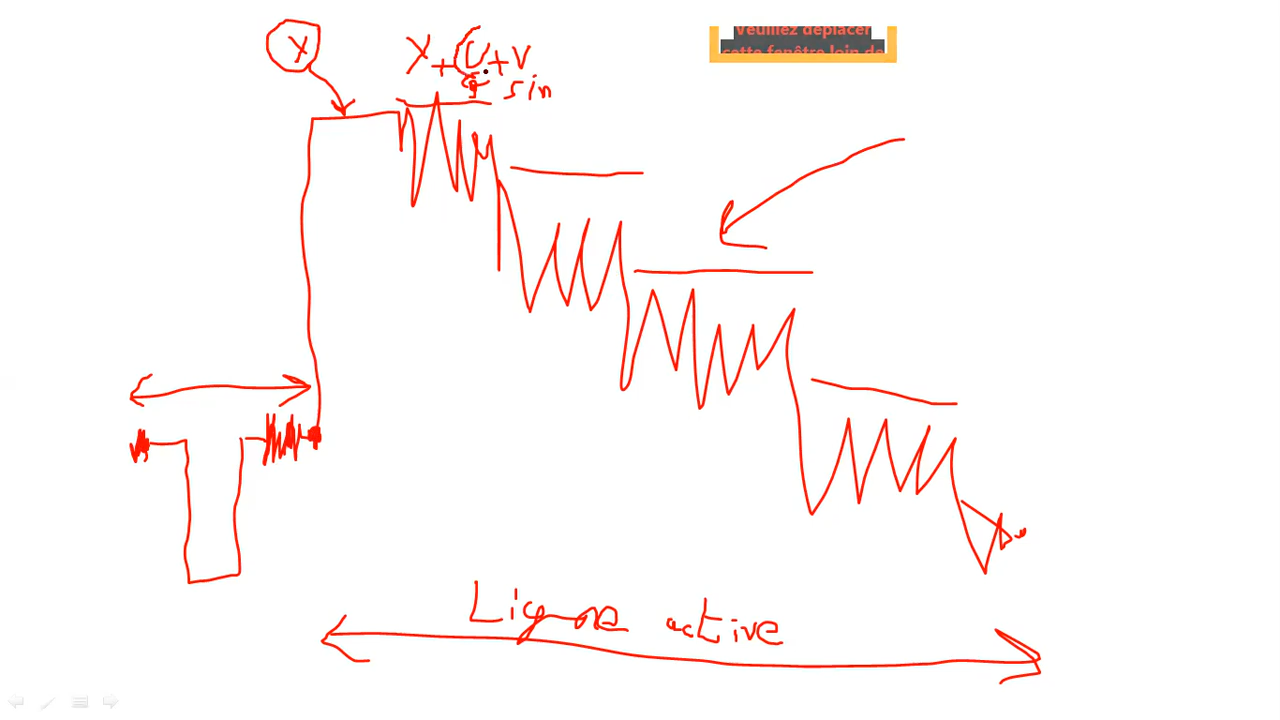 X
X + U + V
sin
Veuillez déplacer
cette fenêtre loin de
Ligne active